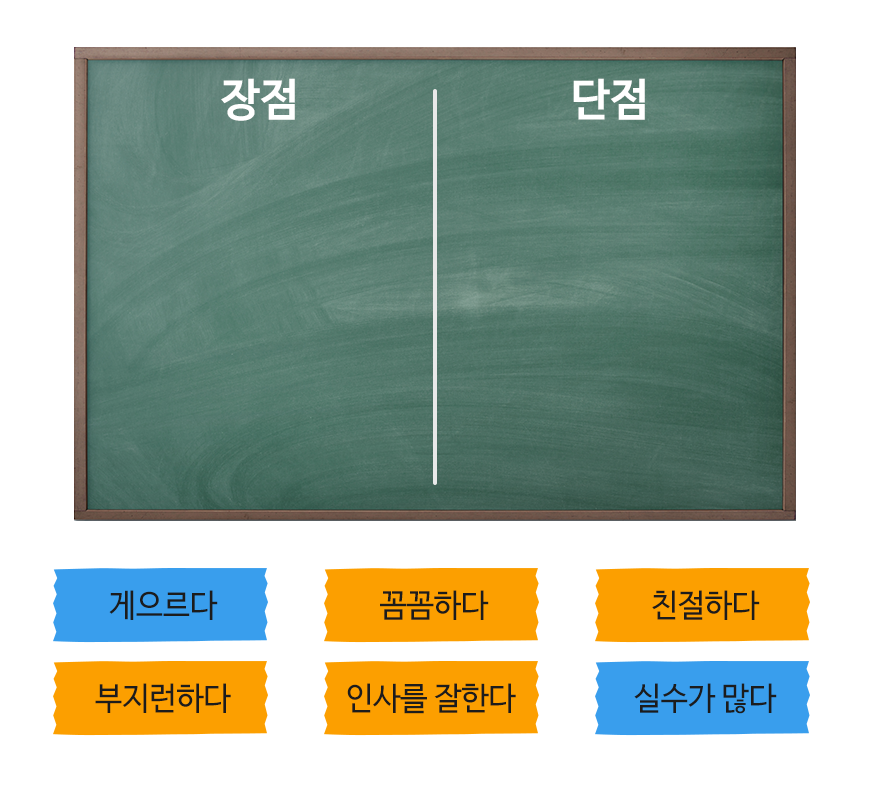 장점
단점
게으르다
꼼꼼하다
친절하다
부지런하다
인사를 잘한다
실수가 많다